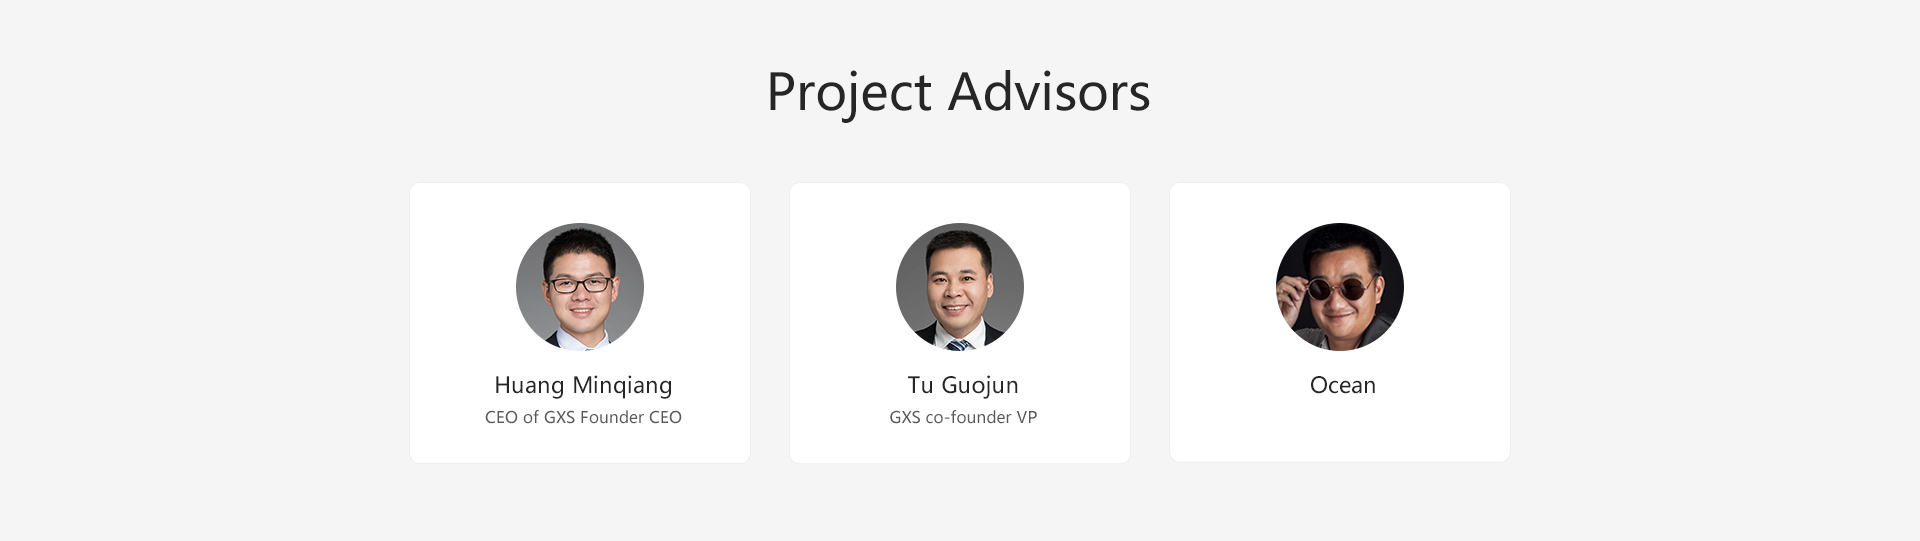 Project Advisors
Huang Minqiang
CEO of GXS Founder CEO
Tu Guojun
GXS co-founder VP
Ocean